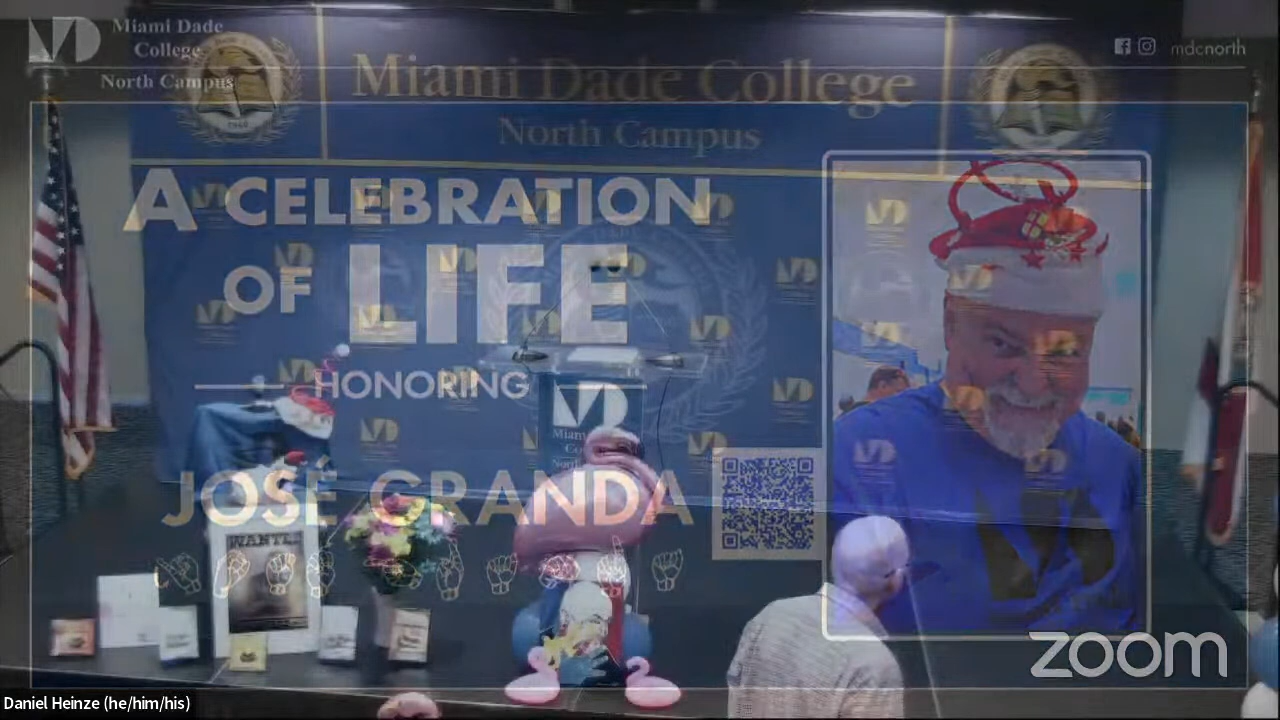 Miami Dade
College
North Campus
mdcnorth
Miami Dade College
North Campus
A CELEBRATION
OF LIFE
HONORING
JOSÉ GRANDA
WANTED
zoom
Daniel Heinze (he/him/his)